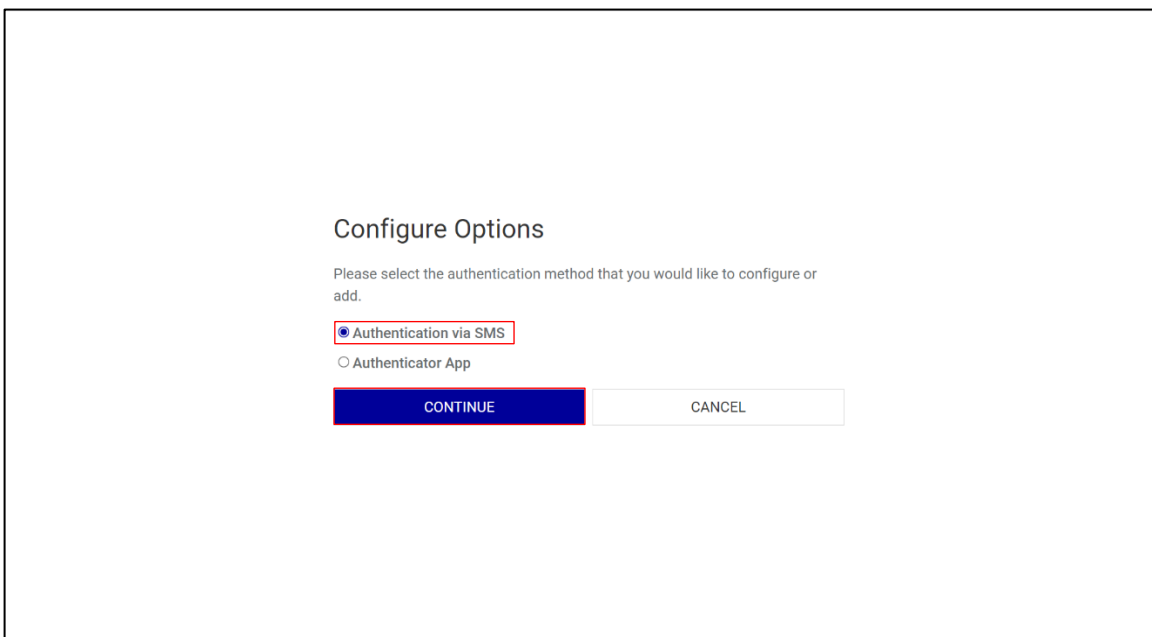 Configure Options
Please select the authentication method that you would like to configure or
add.
Authentication via SMS
Authenticator App
CONTINUE CANCEL